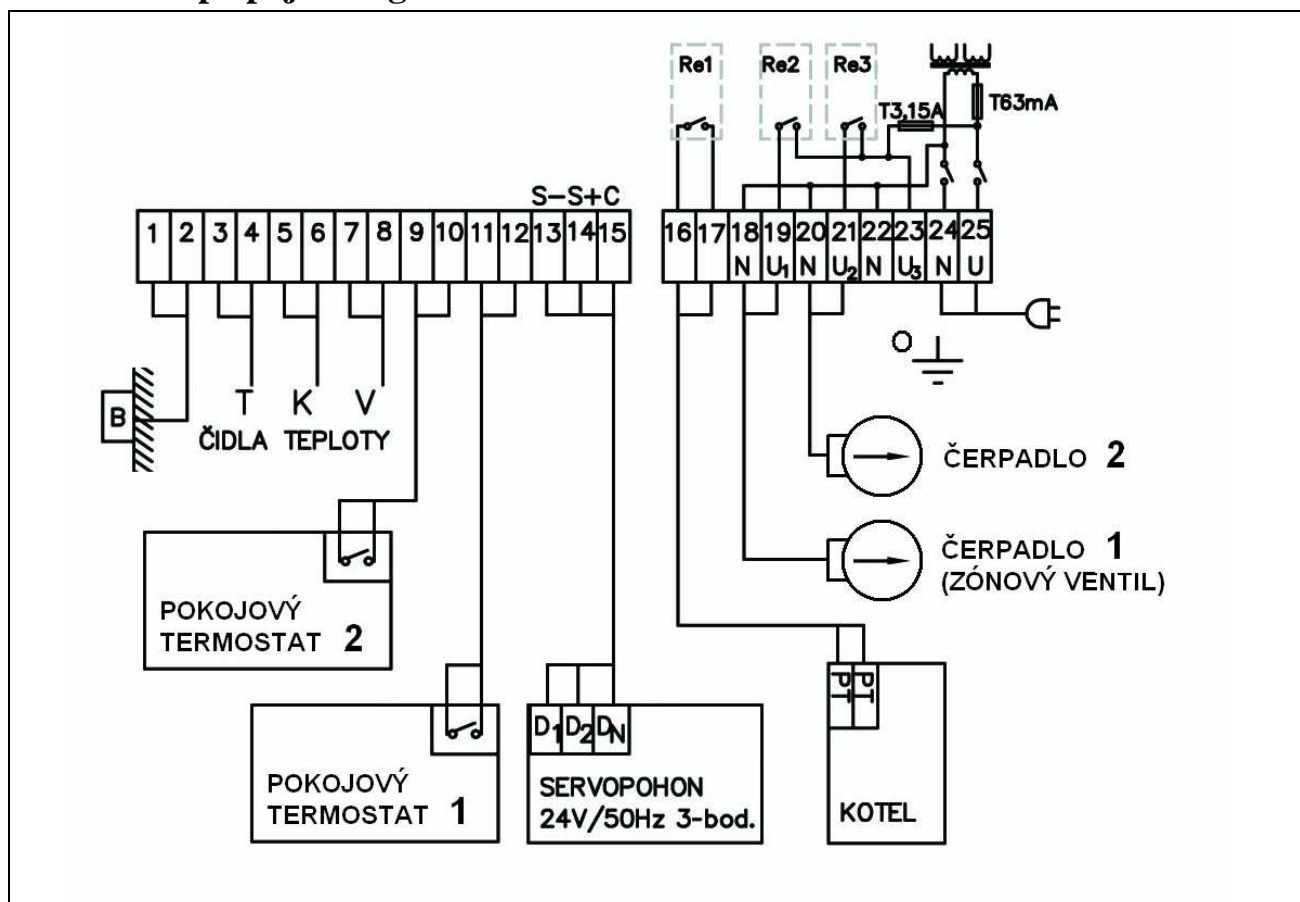 Re1 Re2 Re3
T3,15A T63mA
S-S+C
1 2 3 4 5 6 7 8 9 10 11 12 13 14 15
16 17 18 19 20 21 22 23 24 25
N U1 N U2 N U3 N U
O
B
T K V
ČIDLA TEPLOTY
ČERPADLO 2
ČERPADLO 1
(ZÓNOVÝ VENTIL)
POKOJOVÝ
TERMOSTAT 2
PT PT
D1 D2 DN
POKOJOVÝ
TERMOSTAT 1
SERVOPOHON
24V/50Hz 3-bod.
KOTEL